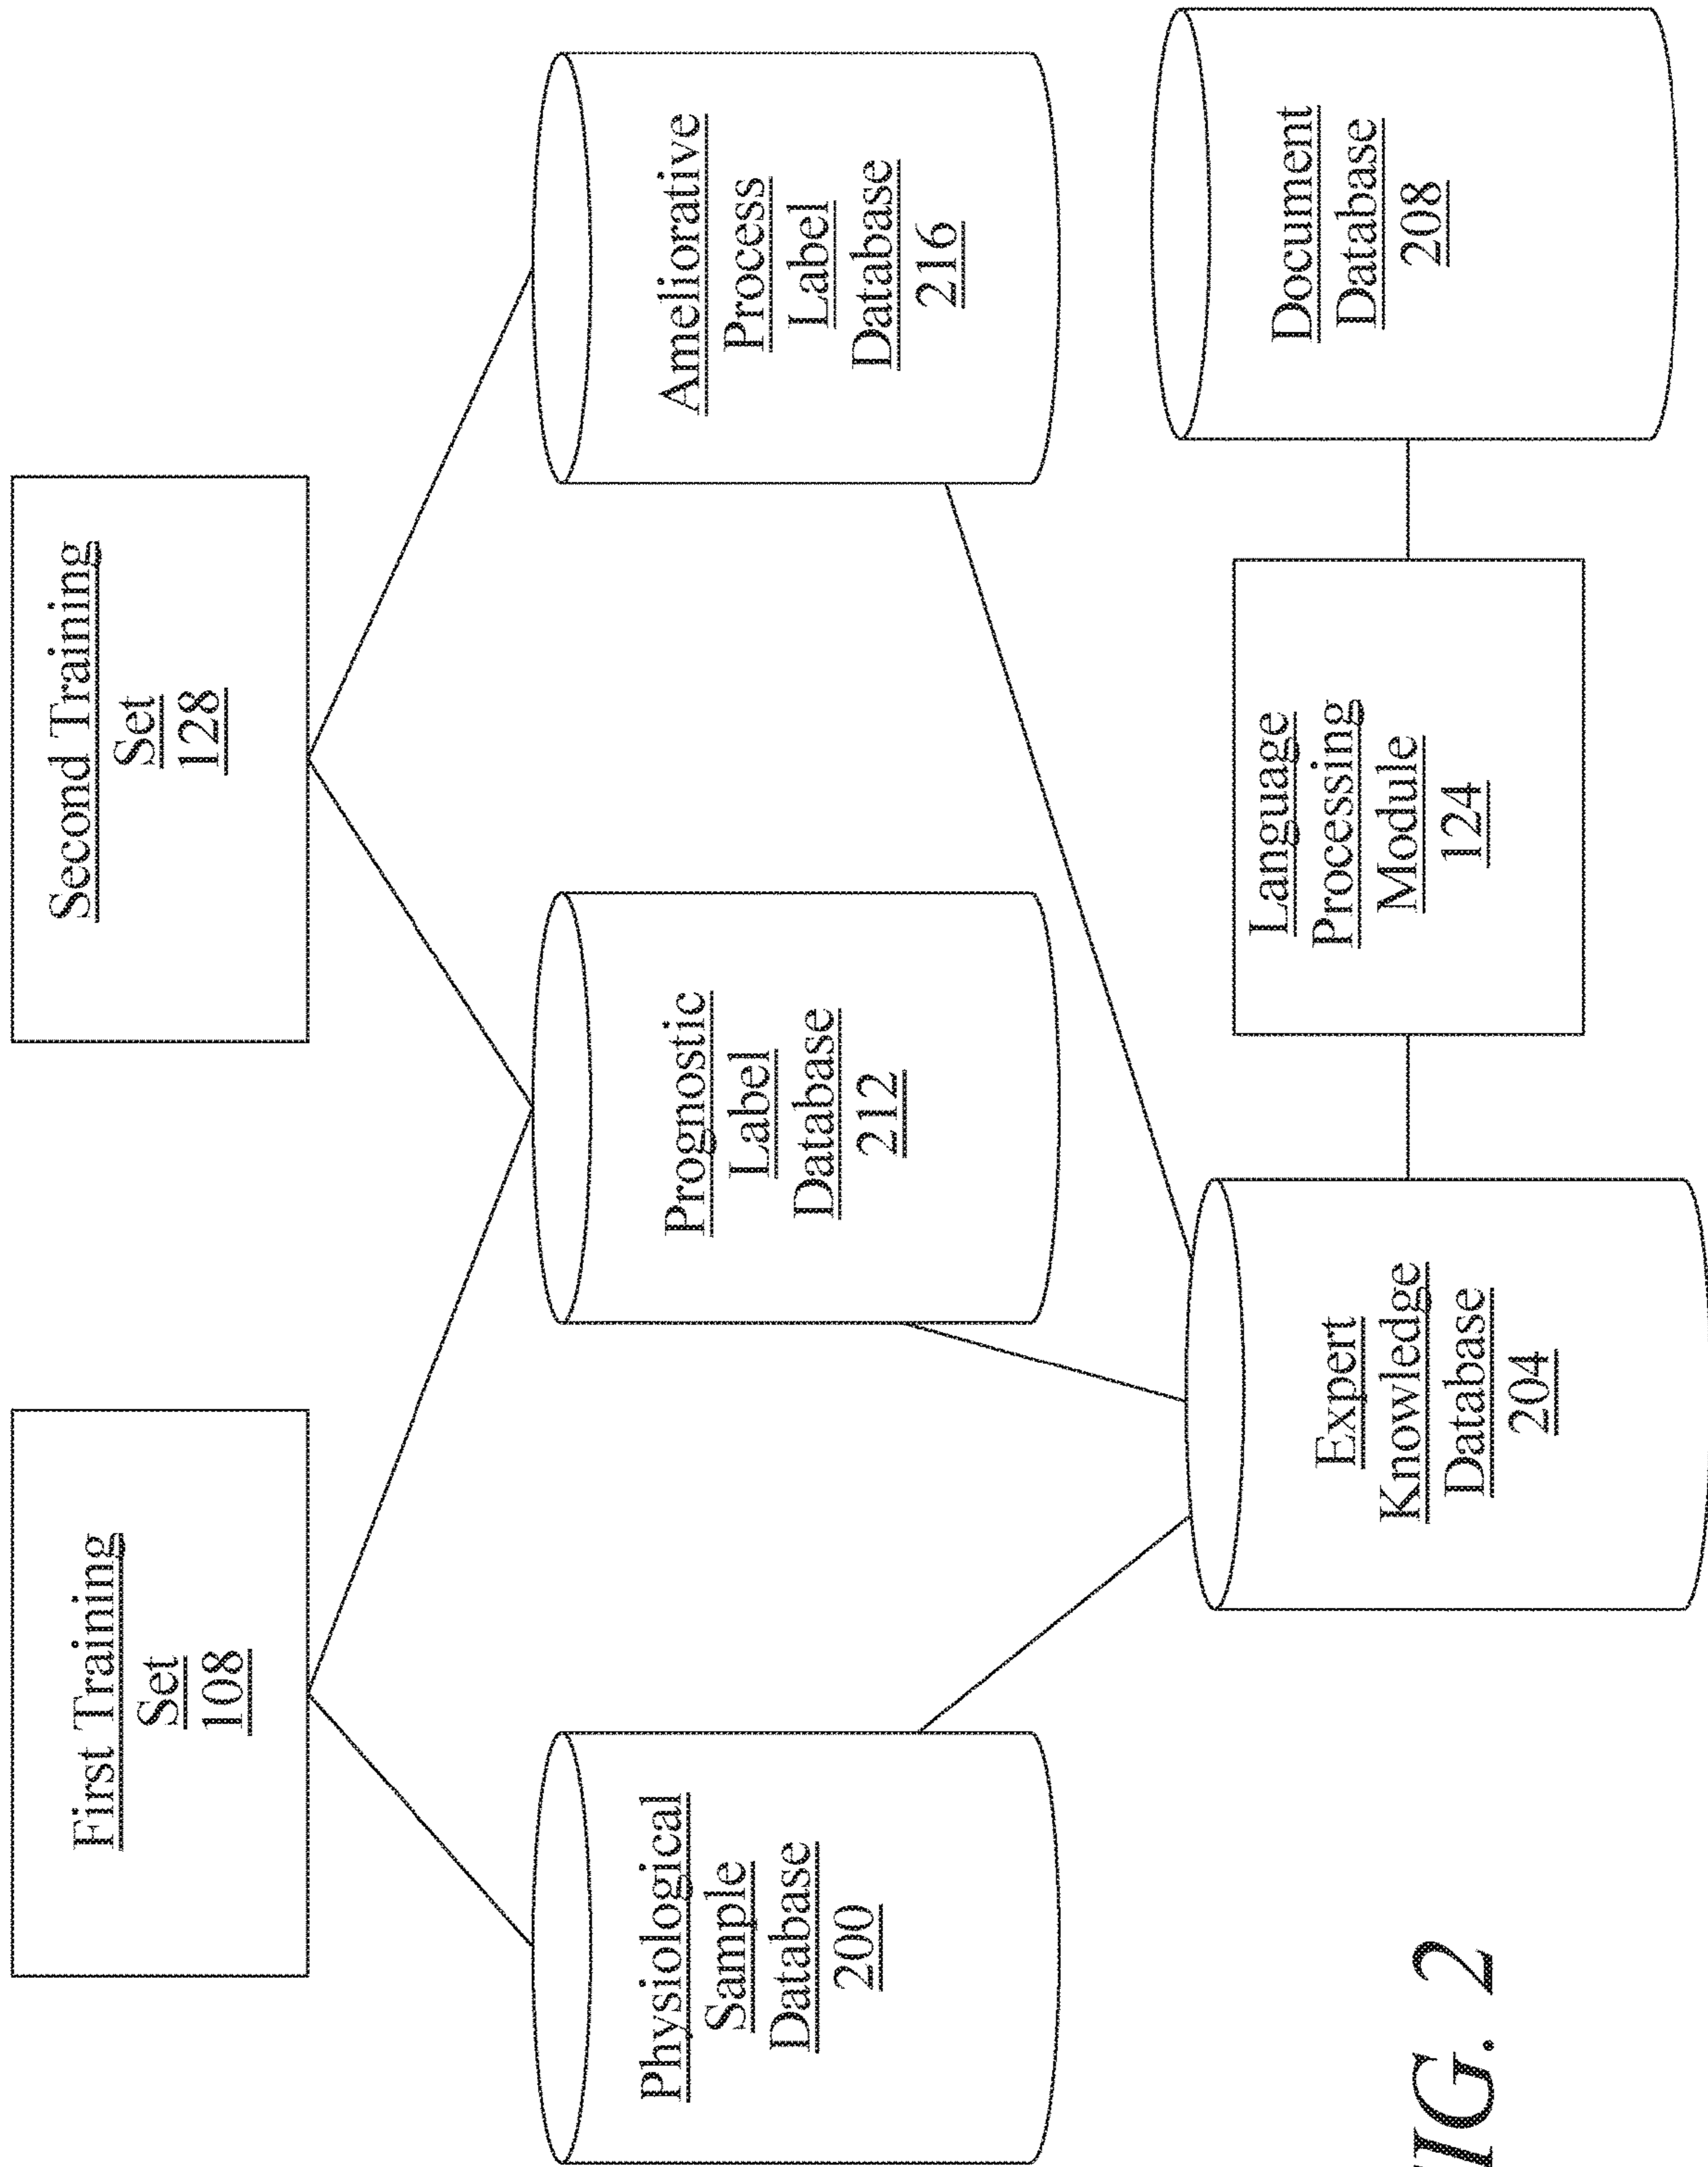 First Training
Set
108
Second Training
Set
128
Physiological
Sample
Database
200
Prognostic
Label
Database
212
Ameliorative
Process
Label
Database
216
Expert
Knowledge
Database
204
Language
Processing
Module
124
Document
Database
208
FIG. 2